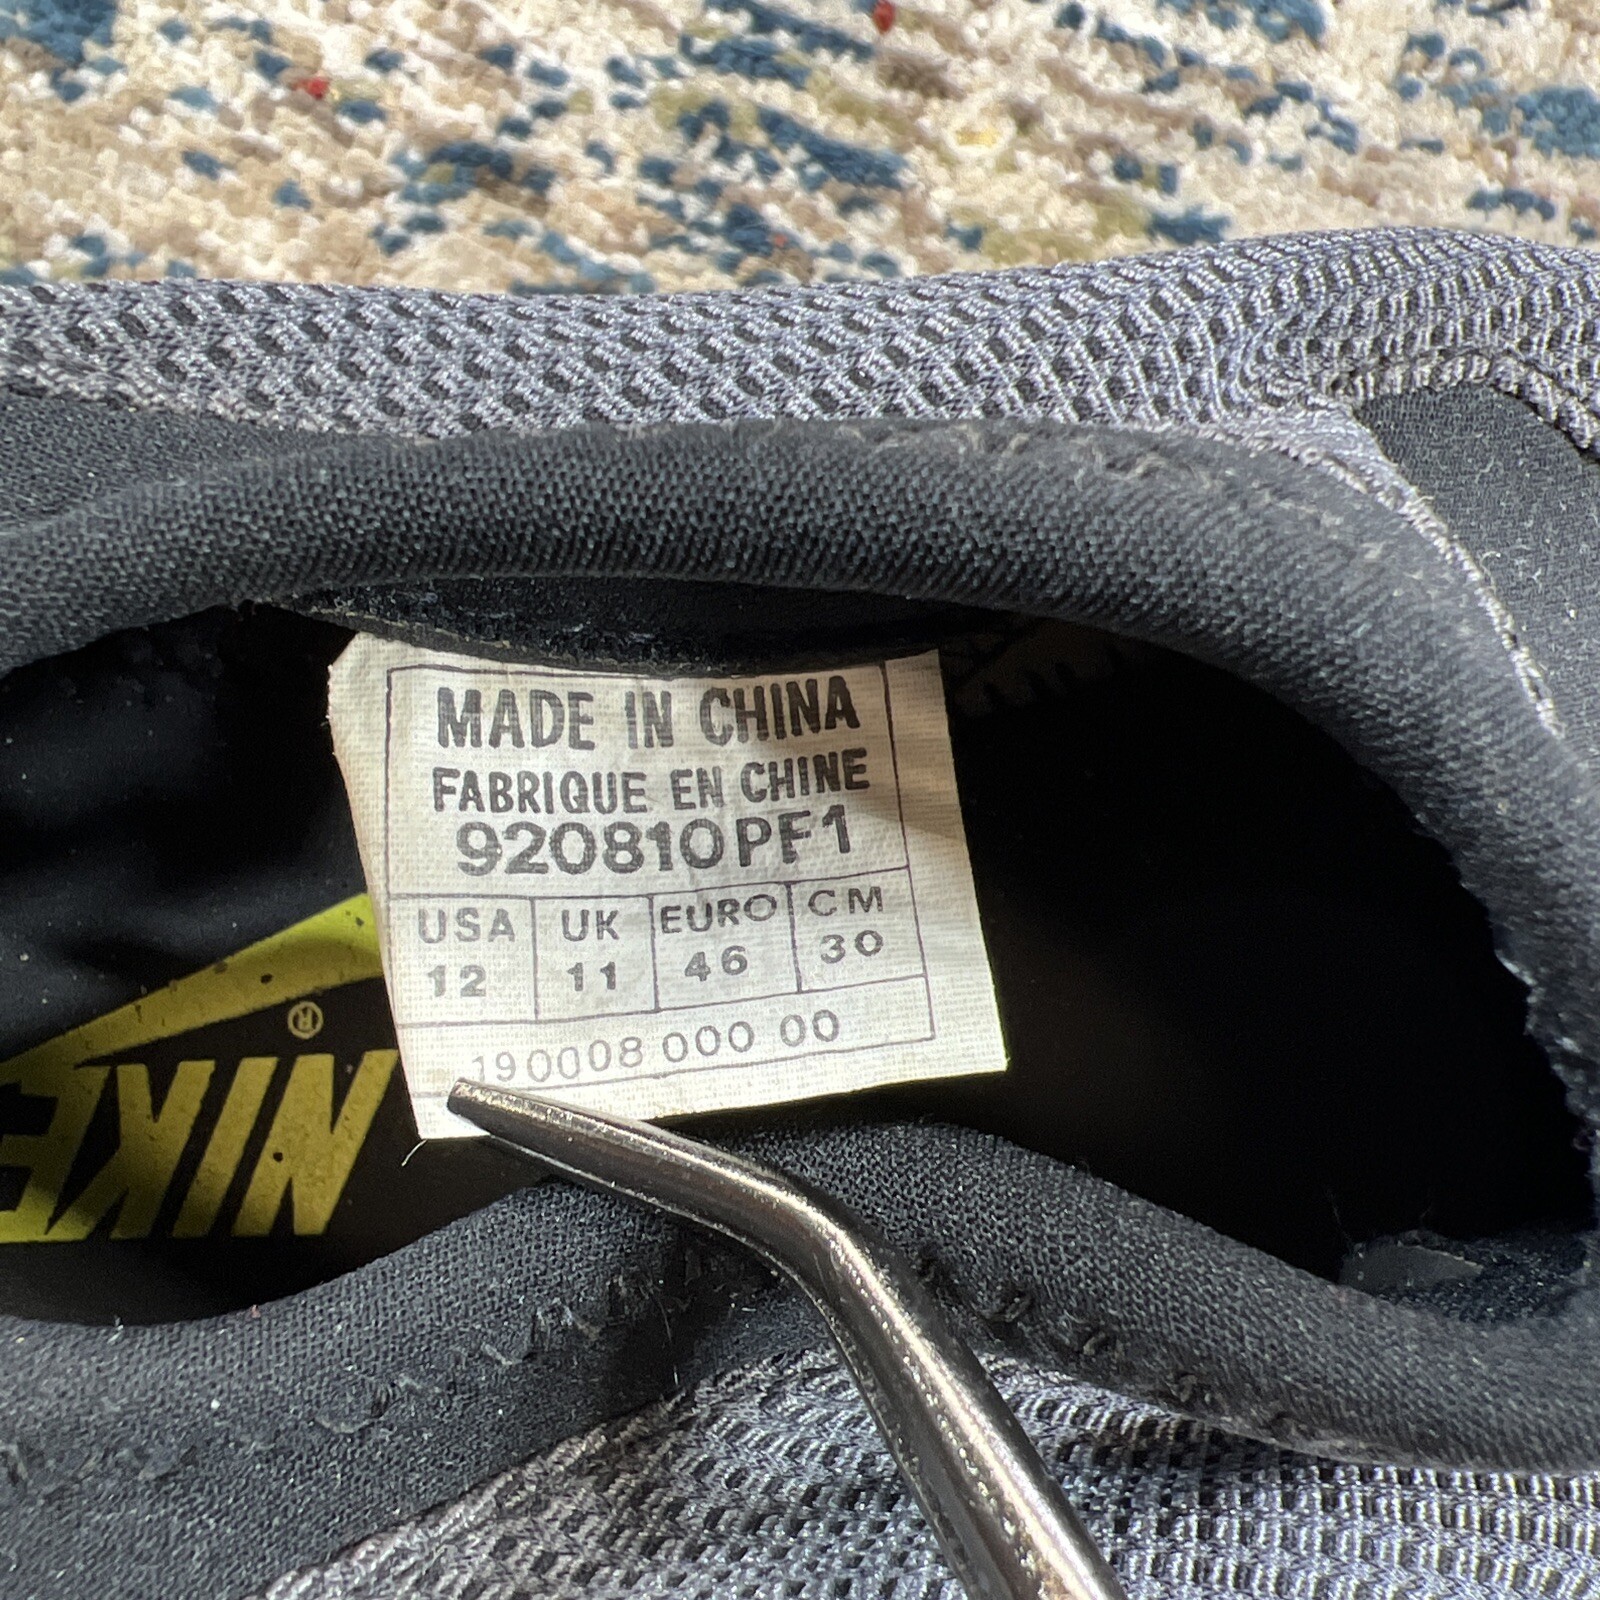 MADE IN CHINA
FABRIQUE EN CHINE
920810PF1
USA UK EURO CM
12 11 46 30
190008 000 00
NIKE ®